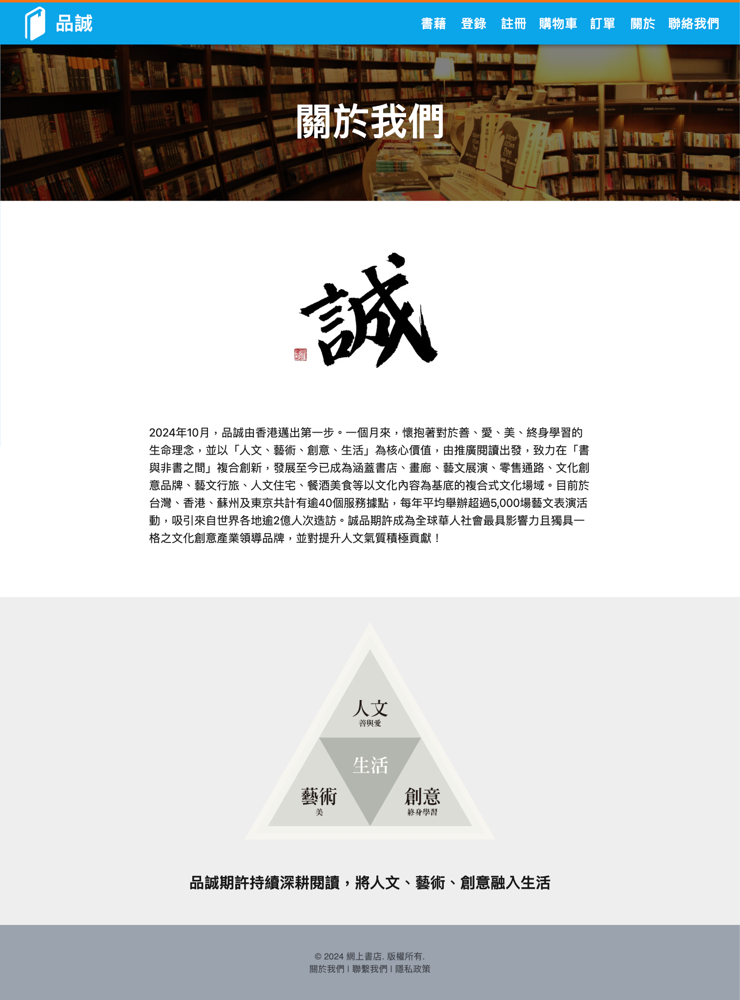 品誠
書藉 登錄 註冊 購物車 訂單 關於 聯絡我們
關於我們
Edgar
Allan
Poe
誠
2024年10月，品誠由香港邁出第一步。一個月來，懷抱著對於善、愛、美、終身學習的
生命理念，並以「人文、藝術、創意、生活」為核心價值，由推廣閱讀出發，致力在「書
與非書之間」複合創新，發展至今已成為涵蓋書店、畫廊、藝文展演、零售通路、文化創
意品牌、藝文行旅、人文住宅、餐酒美食等以文化內容為基底的複合式文化場域。目前於
台灣、香港、蘇州及東京共計有逾40個服務據點，每年平均舉辦超過5,000場藝文表演活
動，吸引來自世界各地逾2億人次造訪。誠品期許成為全球華人社會最具影響力且獨具一
格之文化創意產業領導品牌，並對提升人文氣質積極貢獻！
人文
善與愛
生活
藝術
美
創意
終身學習
品誠期許持續深耕閱讀，將人文、藝術、創意融入生活
© 2024 網上書店. 版權所有.
關於我們 | 聯繫我們 | 隱私政策